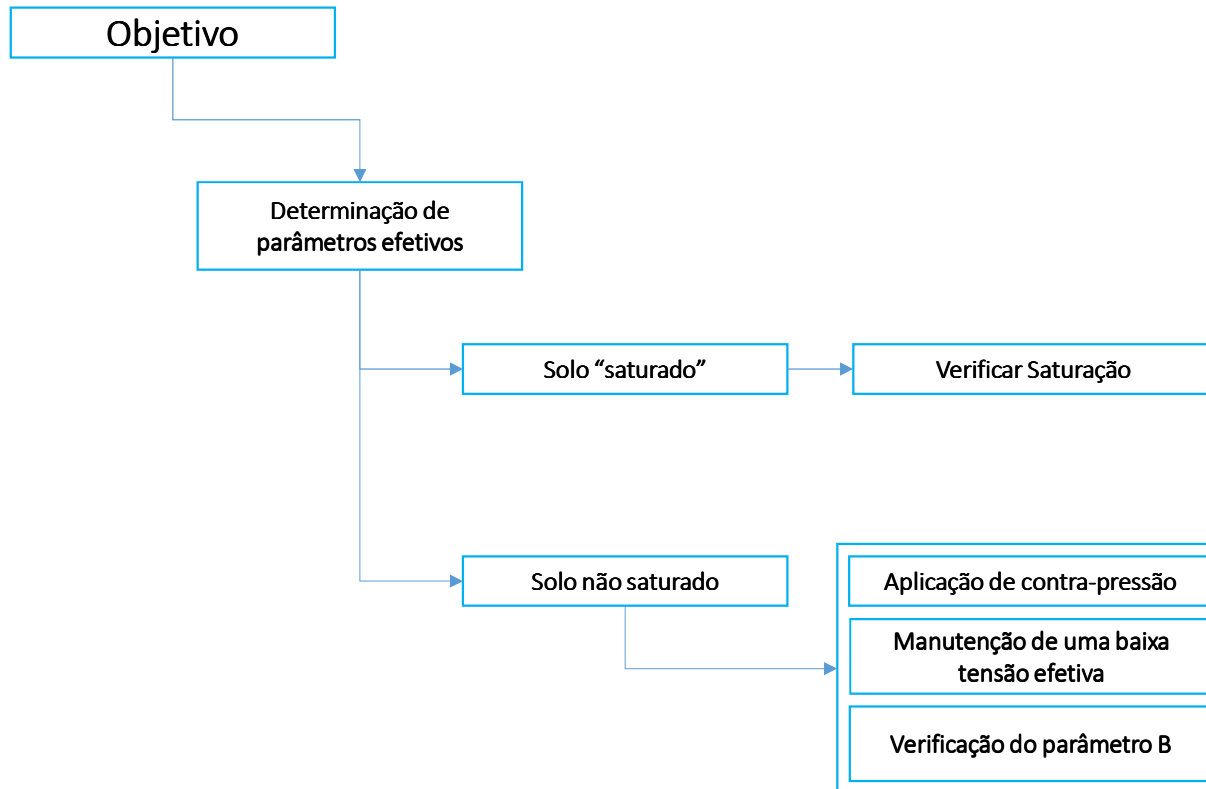 Objetivo
Determinação de
parâmetros efetivos
Solo “saturado”
Verificar Saturação
Solo não saturado
Aplicação de contra-pressão
Manutenção de uma baixa
tensão efetiva
Verificação do parâmetro B